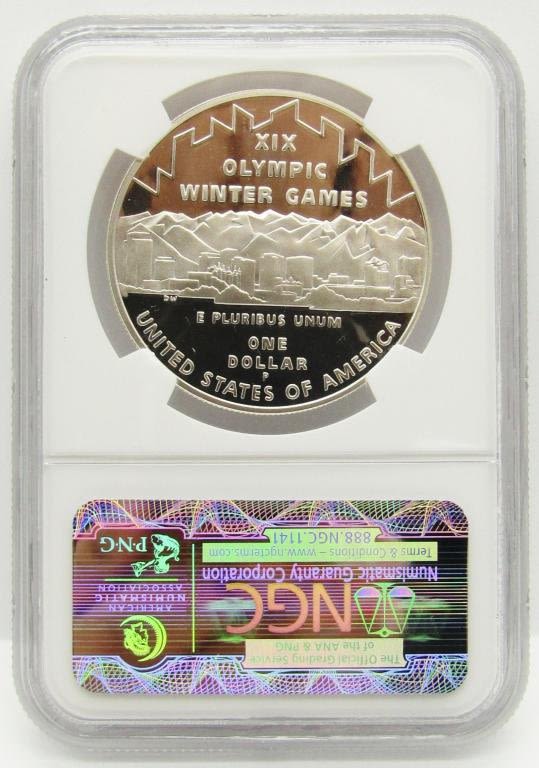 XIX
OLYMPIC
WINTER GAMES
DW
E PLURIBUS UNUM
ONE
DOLLAR
P
UNITED STATES OF AMERICA
The Official Grading Service
of the ANA & PNG
NGC
Numismatic Guaranty Corporation
Terms & Conditions – www.ngcterms.com
888.NGC.1141
AMERICAN
NUMISMATIC
ASSOCIATION
P·N·G